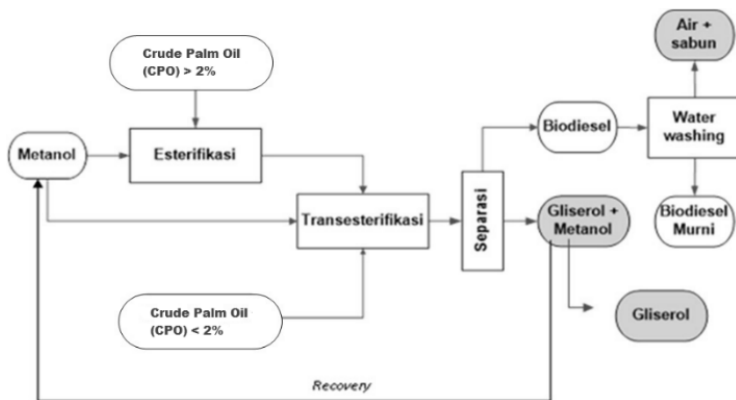 Air +
sabun
Crude Palm Oil
(CPO) > 2%
Metanol
Esterifikasi
Biodiesel
Water
washing
Transesterifikasi
Separasi
Gliserol +
Metanol
Biodiesel
Murni
Crude Palm Oil
(CPO) < 2%
Gliserol
Recovery